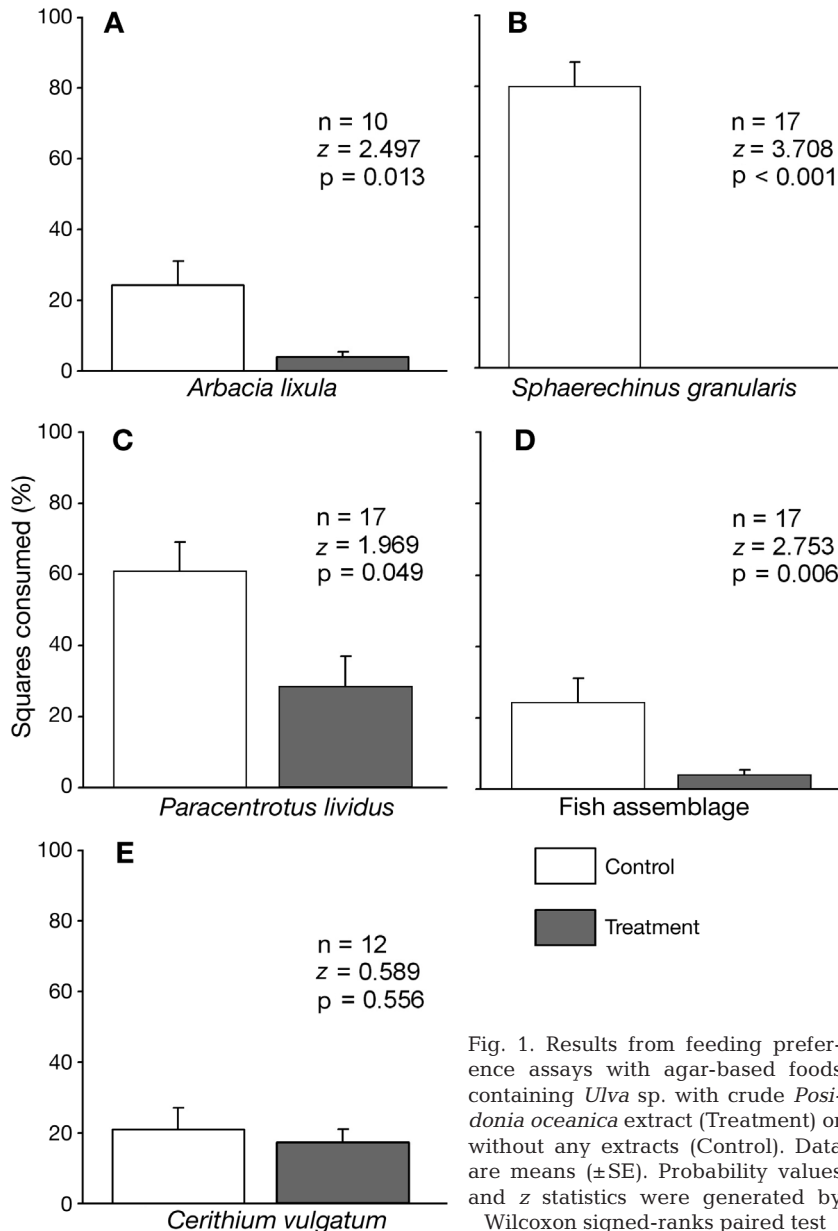 A
100
80
60
40
20
0
n = 10
z = 2.497
p = 0.013
Arbacia lixula
B
n = 17
z = 3.708
p < 0.001
Sphaerechinus granularis
Squares consumed (%)
C
100
80
60
40
20
0
n = 17
z = 1.969
p = 0.049
Paracentrotus lividus
D
n = 17
z = 2.753
p = 0.006
Fish assemblage
E
100
80
60
40
20
0
n = 12
z = 0.589
p = 0.556
Cerithium vulgatum
Control
Treatment
Fig. 1. Results from feeding prefer-
ence assays with agar-based foods
containing Ulva sp. with crude Posi-
donia oceanica extract (Treatment) or
without any extracts (Control). Data
are means (±SE). Probability values
and z statistics were generated by
Wilcoxon signed-ranks paired test